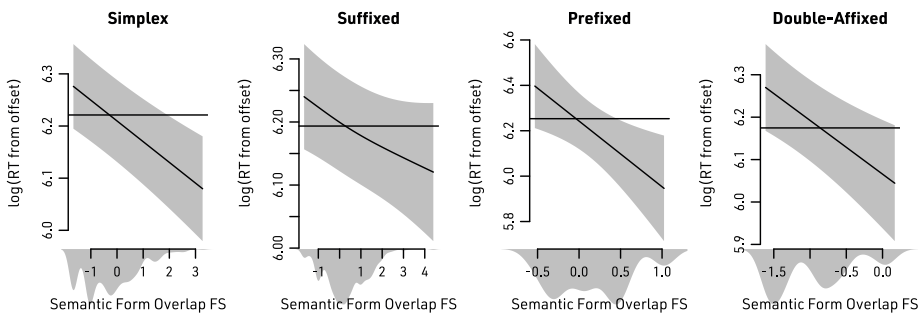 Simplex
log(RT from offset)
6.3
6.2
6.1
6.0
-1 0 1 2 3
Semantic Form Overlap FS
Suffixed
log(RT from offset)
6.30
6.20
6.10
6.00
-1 0 1 2 3 4
Semantic Form Overlap FS
Prefixed
log(RT from offset)
6.6
6.4
6.2
6.0
5.8
-0.5 0.0 0.5 1.0
Semantic Form Overlap FS
Double-Affixed
log(RT from offset)
6.3
6.2
6.1
6.0
5.9
-1.5 -1.0 -0.5 0.0
Semantic Form Overlap FS